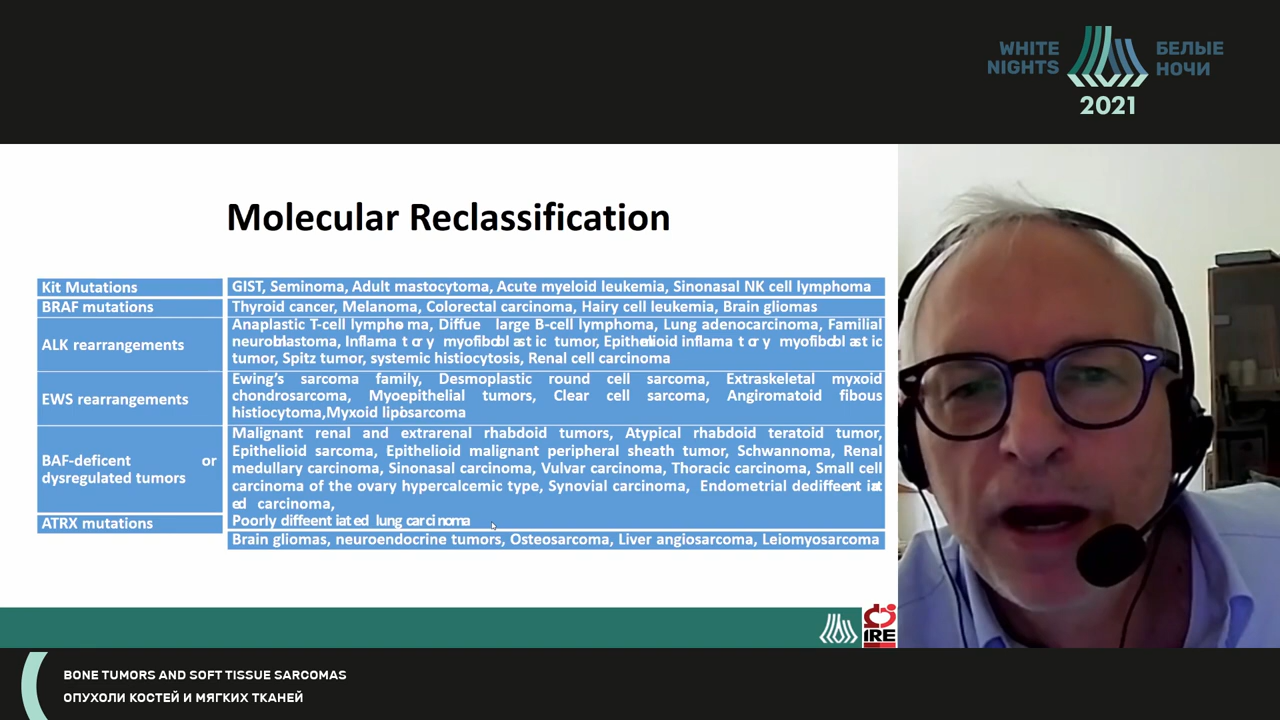 WHITE NIGHTS
БЕЛЫЕ НОЧИ
2021
Molecular Reclassification
Kit Mutations
GIST, Seminoma, Adult mastocytoma, Acute myeloid leukemia, Sinonasal NK cell lymphoma
BRAF mutations
Thyroid cancer, Melanoma, Colorectal carcinoma, Hairy cell leukemia, Brain gliomas
ALK rearrangements
Anaplastic T-cell lympho ma, Diffue large B-cell lymphoma, Lung adenocarcinoma, Familial
neuroblastoma, Inflammatory myofibroblastic tumor, Epithelioid inflammatory myofibroblastic
tumor, Spitz tumor, systemic histiocytosis, Renal cell carcinoma
EWS rearrangements
Ewing's sarcoma family, Desmoplastic round cell sarcoma, Extraskeletal myxoid
chondrosarcoma, Myoepithelial tumors, Clear cell sarcoma, Angiromatoid fibous
histiocytoma,Myxoid liposarcoma
BAF-deficent or
dysregulated tumors
Malignant renal and extrarenal rhabdoid tumors, Atypical rhabdoid teratoid tumor,
Epithelioid sarcoma, Epithelioid malignant peripheral sheath tumor, Schwannoma, Renal
medullary carcinoma, Sinonasal carcinoma, Vulvar carcinoma, Thoracic carcinoma, Small cell
carcinoma of the ovary hypercalcemic type, Synovial carcinoma, Endometrial dediffeentiat
ed carcinoma,
Poorly diffeentiated lung carcinoma
ATRX mutations
Brain gliomas, neuroendocrine tumors, Osteosarcoma, Liver angiosarcoma, Leiomyosarcoma
IRE
BONE TUMORS AND SOFT TISSUE SARCOMAS
ОПУХОЛИ КОСТЕЙ И МЯГКИХ ТКАНЕЙ